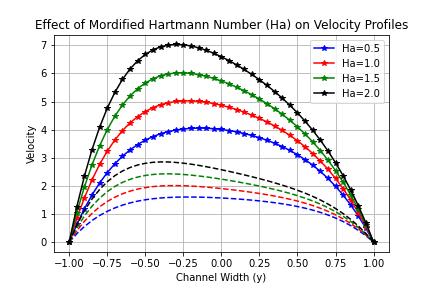 Effect of Mordified Hartmann Number (Ha) on Velocity Profiles
Ha=0.5
Ha=1.0
Ha=1.5
Ha=2.0
Velocity
7
6
5
4
3
2
1
0
−1.00 −0.75 −0.50 −0.25 0.00 0.25 0.50 0.75 1.00
Channel Width (y)